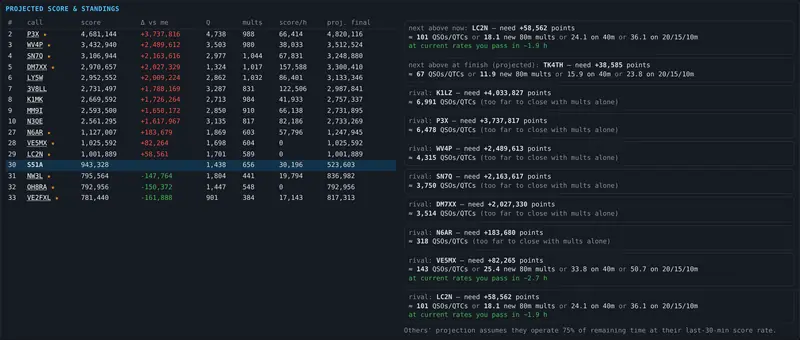 PROJECTED SCORE & STANDINGS
# call score Δ vs me Q mults score/h proj. final
2 P3X ★ 4,681,144 +3,737,816 4,738 988 66,414 4,820,116
3 WV4P ★ 3,432,940 +2,489,612 3,503 980 38,033 3,512,524
4 SN7Q ★ 3,106,944 +2,163,616 2,977 1,044 67,831 3,248,880
5 DM7XX ★ 2,970,657 +2,027,329 1,324 1,017 157,588 3,300,410
6 LY5W 2,952,552 +2,009,224 2,862 1,032 86,401 3,133,346
7 3V8LL 2,731,497 +1,788,169 3,287 831 122,506 2,987,841
8 K1MK 2,669,592 +1,726,264 2,713 984 41,933 2,757,337
9 MM9I 2,593,500 +1,650,172 2,850 910 66,138 2,731,895
10 N3QE 2,561,295 +1,617,967 3,135 817 82,186 2,733,269
27 N6AR ★ 1,127,007 +183,679 1,869 603 57,796 1,247,945
28 VE5MX ★ 1,025,592 +82,264 1,698 604 0 1,025,592
29 LC2N ★ 1,001,889 +58,561 1,701 589 0 1,001,889
30 S51A 943,328 1,438 656 30,196 523,603
31 NW3L ★ 795,564 -147,764 1,804 441 19,794 836,982
32 OH8RA ★ 792,956 -150,372 1,447 548 0 792,956
33 VE2FXL ★ 781,440 -161,888 901 384 17,143 817,313
next above now: LC2N — need +58,562 points
≈ 101 QSOs/QTCs or 18.1 new 80m mults or 24.1 on 40m or 36.1 on 20/15/10m
at current rates you pass in ~1.9 h
next above at finish (projected): TK4TH — need +38,585 points
≈ 67 QSOs/QTCs or 11.9 new 80m mults or 15.9 on 40m or 23.8 on 20/15/10m
rival: K1LZ — need +4,033,827 points
≈ 6,991 QSOs/QTCs (too far to close with mults alone)
rival: P3X — need +3,737,817 points
≈ 6,478 QSOs/QTCs (too far to close with mults alone)
rival: WV4P — need +2,489,613 points
≈ 4,315 QSOs/QTCs (too far to close with mults alone)
rival: SN7Q — need +2,163,617 points
≈ 3,750 QSOs/QTCs (too far to close with mults alone)
rival: DM7XX — need +2,027,330 points
≈ 3,514 QSOs/QTCs (too far to close with mults alone)
rival: N6AR — need +183,680 points
≈ 318 QSOs/QTCs (too far to close with mults alone)
rival: VE5MX — need +82,265 points
≈ 143 QSOs/QTCs or 25.4 new 80m mults or 33.8 on 40m or 50.7 on 20/15/10m
at current rates you pass in ~2.7 h
rival: LC2N — need +58,562 points
≈ 101 QSOs/QTCs or 18.1 new 80m mults or 24.1 on 40m or 36.1 on 20/15/10m
at current rates you pass in ~1.9 h
Others' projection assumes they operate 75% of remaining time at their last-30-min score rate.